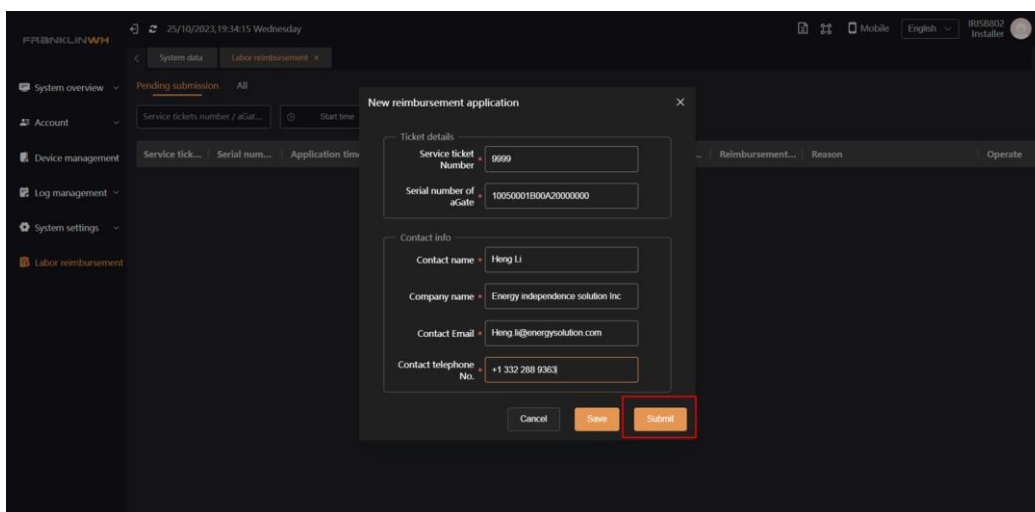 FRANKLINWH
25/10/2023,19:34:15 Wednesday
Mobile
English
IRISB802
Installer
System data
Labor reimbursement ×
System overview
Account
Device management
Log management
System settings
Labor reimbursement
Pending submission
All
Service tickets number / aGat...
Start time
Service tick...
Serial num...
Application time
Reimbursement...
Reason
Operate
New reimbursement application
Ticket details
Service ticket
Number
* 9999
Serial number of
aGate
* 10050001B00A20000000
Contact info
Contact name * Heng Li
Company name * Energy independence solution Inc
Contact Email * Heng.li@energysolution.com
Contact telephone
No.
* +1 332 288 9363
Cancel
Save
Submit